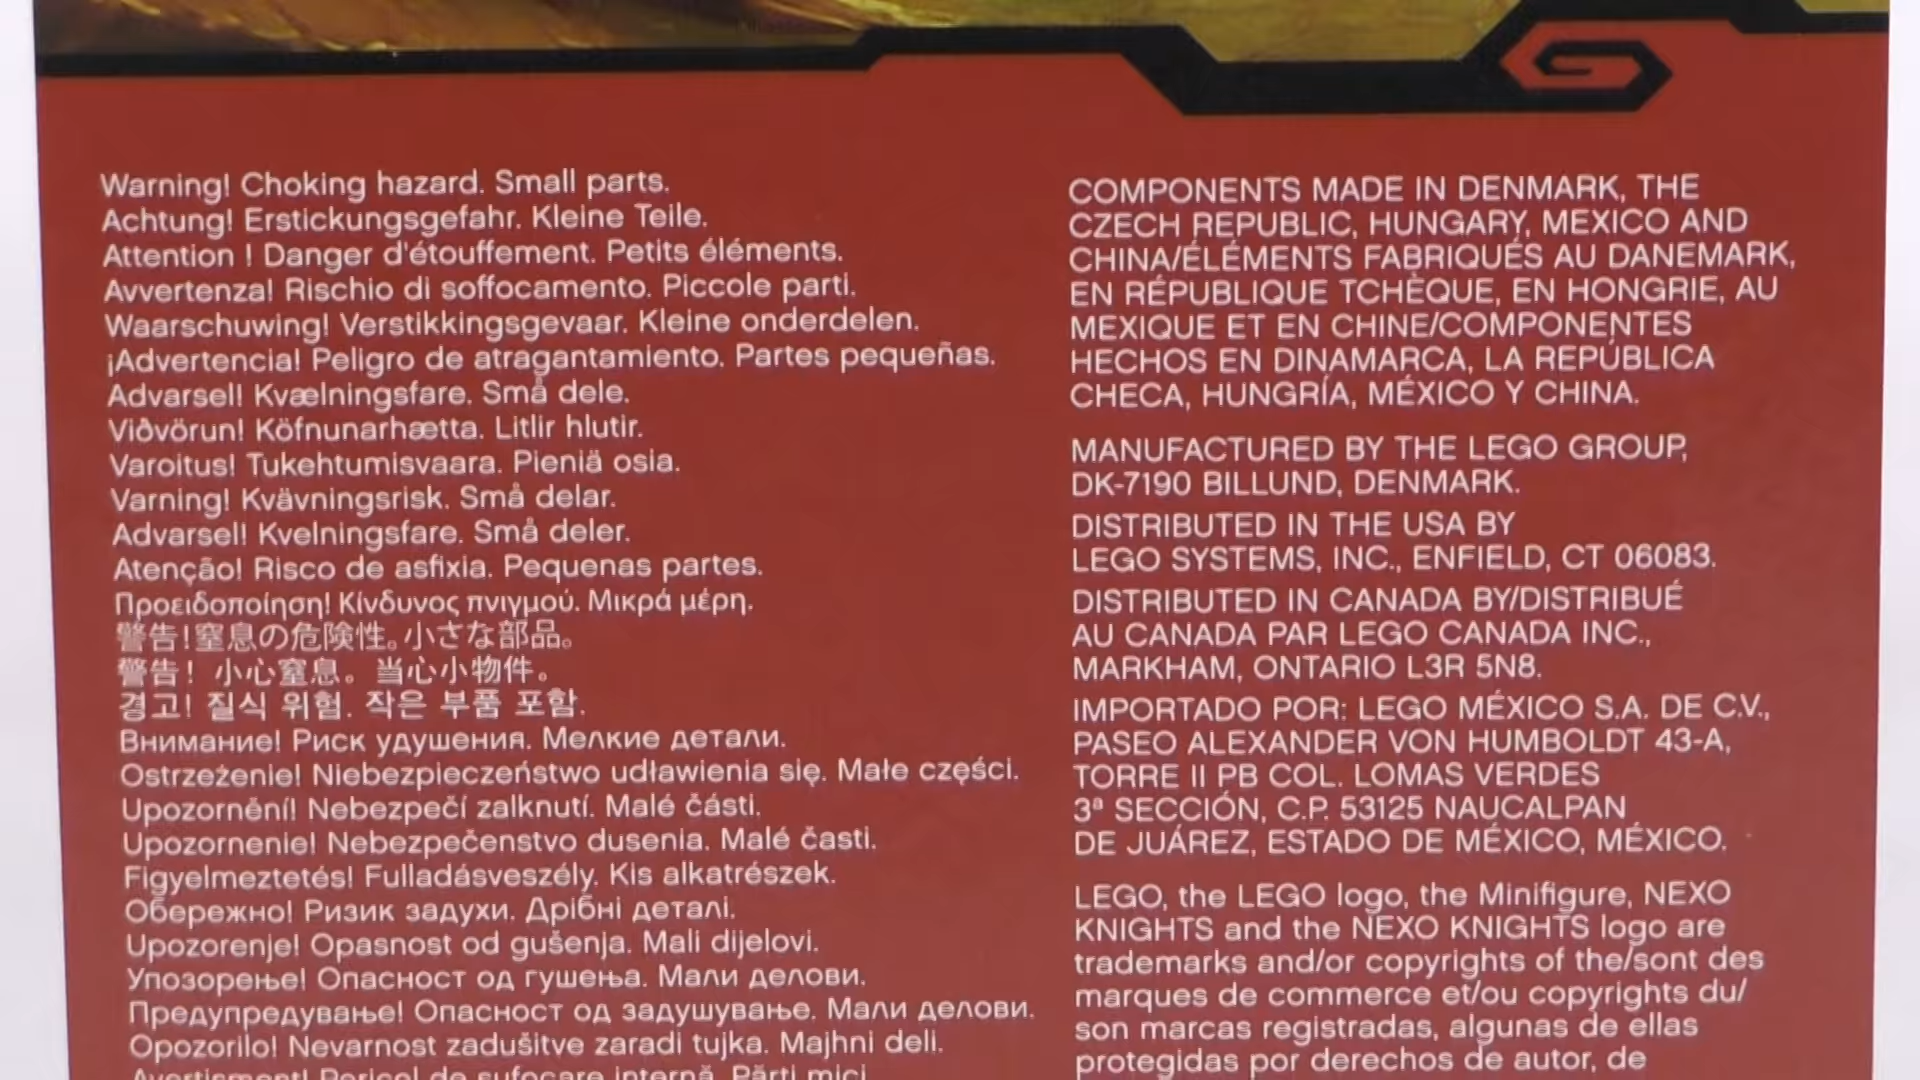 Warning! Choking hazard. Small parts.
Achtung! Erstickungsgefahr. Kleine Teile.
Attention ! Danger d'étouffement. Petits éléments.
Avvertenza! Rischio di soffocamento. Piccole parti.
Waarschuwing! Verstikkingsgevaar. Kleine onderdelen.
¡Advertencia! Peligro de atragantamiento. Partes pequeñas.
Advarsel! Kvælningsfare. Små dele.
Viðvörun! Köfnunarhætta. Litlir hlutir.
Varoitus! Tukehtumisvaara. Pieniä osia.
Varning! Kvävningsrisk. Små delar.
Advarsel! Kvelningsfare. Små deler.
Atenção! Risco de asfixia. Pequenas partes.
Προειδοποίηση! Κίνδυνος πνιγμού. Μικρά μέρη.
警告!窒息の危険性。小さな部品。
警告! 小心窒息。当心小物件。
경고! 질식 위험. 작은 부품 포함.
Внимание! Риск удушения. Мелкие детали.
Ostrzeżenie! Niebezpieczeństwo udławienia się. Małe części.
Upozornění! Nebezpečí zalknutí. Malé části.
Upozornenie! Nebezpečenstvo dusenia. Malé časti.
Figyelmeztetés! Fulladásveszély. Kis alkatrészek.
Обережно! Ризик задухи. Дрібні деталі.
Upozorenje! Opasnost od gušenja. Mali dijelovi.
Упозорење! Опасност од гушења. Мали делови.
Предупредување! Опасност од задушување. Мали делови.
Opozorilo! Nevarnost zadušitve zaradi tujka. Majhni deli.
Avertisment! Pericol de sufocare internă. Părți mici.
COMPONENTS MADE IN DENMARK, THE
CZECH REPUBLIC, HUNGARY, MEXICO AND
CHINA/ÉLÉMENTS FABRIQUÉS AU DANEMARK,
EN RÉPUBLIQUE TCHÈQUE, EN HONGRIE, AU
MEXIQUE ET EN CHINE/COMPONENTES
HECHOS EN DINAMARCA, LA REPÚBLICA
CHECA, HUNGRÍA, MÉXICO Y CHINA.
MANUFACTURED BY THE LEGO GROUP,
DK-7190 BILLUND, DENMARK.
DISTRIBUTED IN THE USA BY
LEGO SYSTEMS, INC., ENFIELD, CT 06083.
DISTRIBUTED IN CANADA BY/DISTRIBUÉ
AU CANADA PAR LEGO CANADA INC.,
MARKHAM, ONTARIO L3R 5N8.
IMPORTADO POR: LEGO MÉXICO S.A. DE C.V.,
PASEO ALEXANDER VON HUMBOLDT 43-A,
TORRE II PB COL. LOMAS VERDES
3ª SECCIÓN, C.P. 53125 NAUCALPAN
DE JUÁREZ, ESTADO DE MÉXICO, MÉXICO.
LEGO, the LEGO logo, the Minifigure, NEXO
KNIGHTS and the NEXO KNIGHTS logo are
trademarks and/or copyrights of the/sont des
marques de commerce et/ou copyrights du/
son marcas registradas, algunas de ellas
protegidas por derechos de autor, de